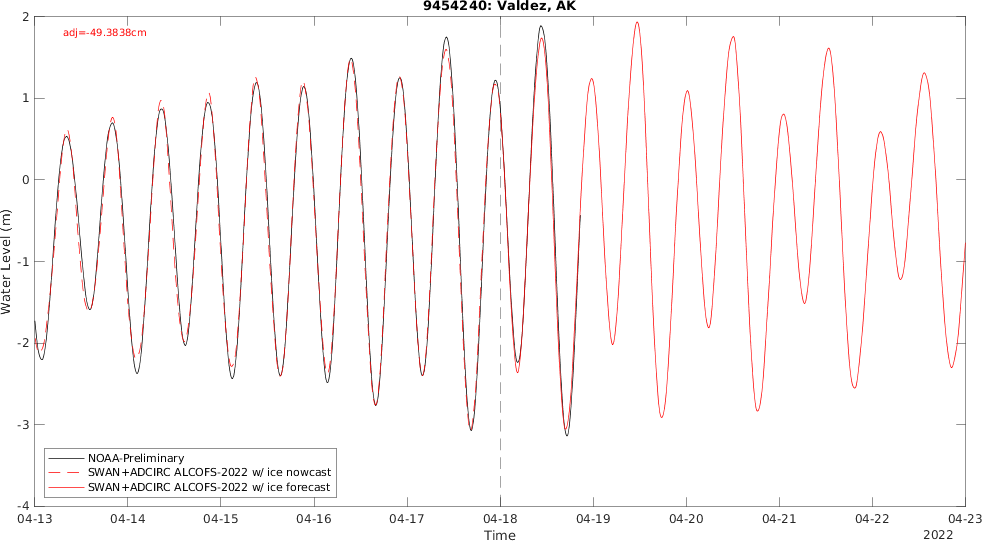 9454240: Valdez, AK
adj=-49.3838cm
Water Level (m)
2
1
0
-1
-2
-3
-4
NOAA-Preliminary
SWAN+ADCIRC ALCOFS-2022 w/ ice nowcast
SWAN+ADCIRC ALCOFS-2022 w/ ice forecast
04-13 04-14 04-15 04-16 04-17 04-18 04-19 04-20 04-21 04-22 04-23
Time
2022